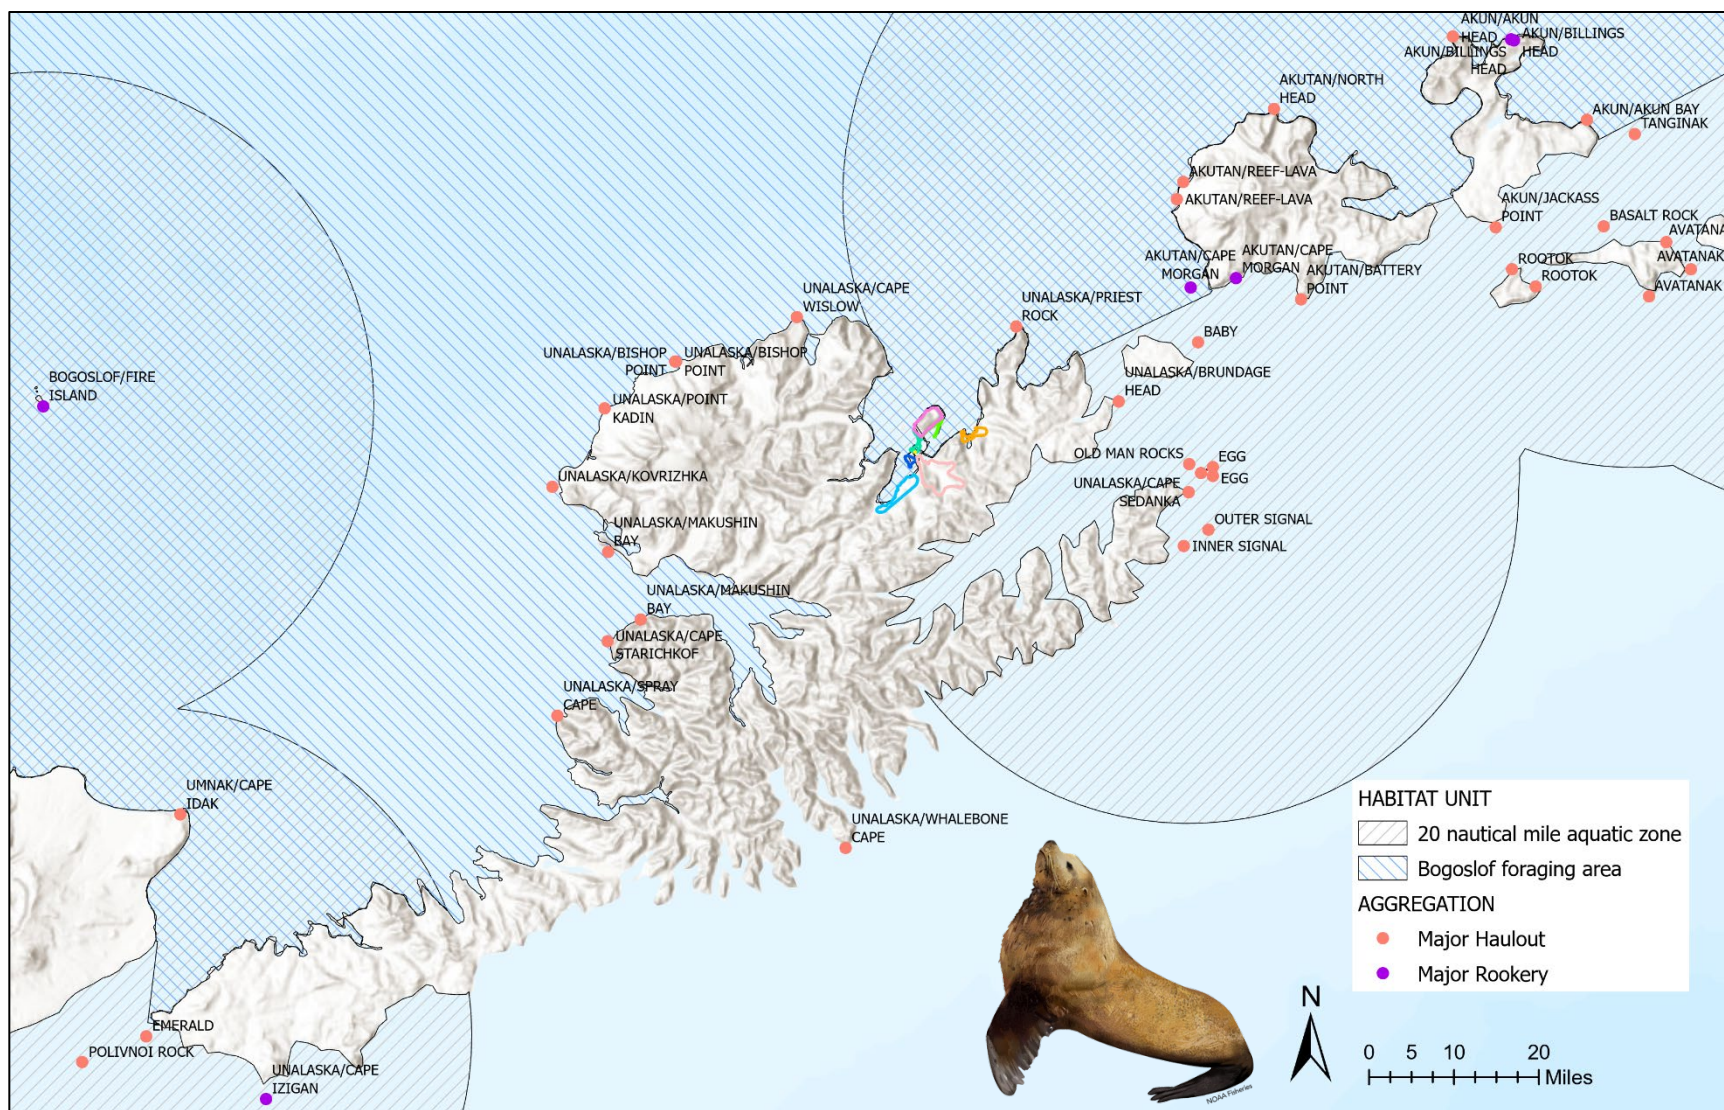 AKUN/AKUN
HEAD
AKUN/BILLINGS
HEAD
AKUN/BILLINGS
HEAD
AKUTAN/NORTH
HEAD
AKUN/AKUN BAY
TANGINAK
AKUTAN/REEF-LAVA
AKUTAN/REEF-LAVA
AKUN/JACKASS
POINT
BASALT ROCK
AVATANA
AKUTAN/CAPE
MORGAN
AKUTAN/CAPE
MORGAN
AKUTAN/BATTERY
POINT
ROOTOK
ROOTOK
AVATANAK
AVATANAK
UNALASKA/CAPE
WISLOW
UNALASKA/PRIEST
ROCK
BABY
UNALASKA/BISHOP
POINT
UNALASKA/BISHOP
POINT
BOGOSLOF/FIRE
ISLAND
UNALASKA/BRUNDAGE
HEAD
UNALASKA/POINT
KADIN
OLD MAN ROCKS
EGG
EGG
UNALASKA/KOVRIZHKA
UNALASKA/CAPE
SEDANKA
UNALASKA/MAKUSHIN
BAY
OUTER SIGNAL
INNER SIGNAL
UNALASKA/MAKUSHIN
BAY
UNALASKA/CAPE
STARICHKOF
UNALASKA/SPRAY
CAPE
UMNAK/CAPE
IDAK
UNALASKA/WHALEBONE
CAPE
EMERALD
POLIVNOI ROCK
UNALASKA/CAPE
IZIGAN
HABITAT UNIT
20 nautical mile aquatic zone
Bogoslof foraging area
AGGREGATION
Major Haulout
Major Rookery
N
0 5 10 20
Miles
NOAA Fisheries